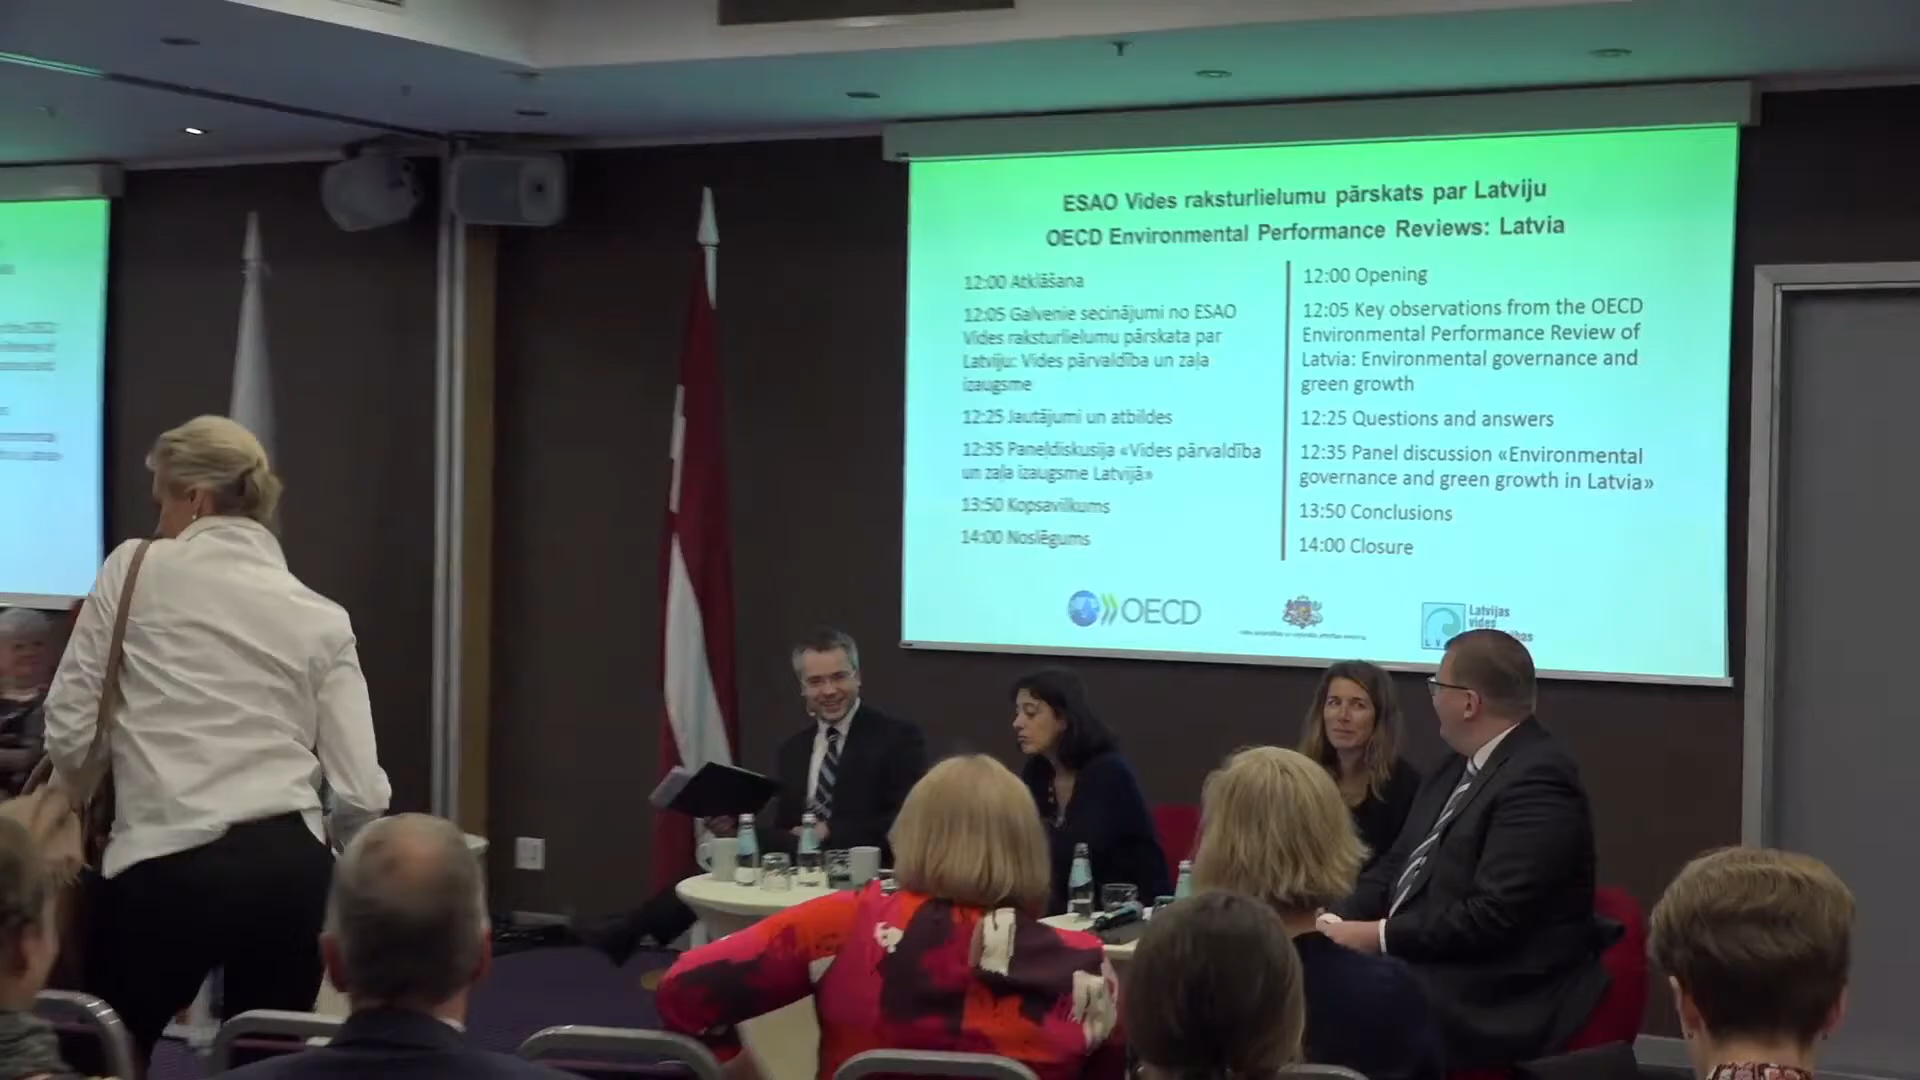 ESAO Vides raksturlielumu pārskats par Latviju
OECD Environmental Performance Reviews: Latvia
12:00 Atklāšana
12:05 Galvenie secinājumi no ESAO
Vides raksturlielumu pārskata par
Latviju: Vides pārvaldība un zaļa
izaugsme
12:25 Jautājumi un atbildes
12:35 Paneļdiskusija «Vides pārvaldība
un zaļa izaugsme Latvijā»
13:50 Kopsavilkums
14:00 Noslēgums
12:00 Opening
12:05 Key observations from the OECD
Environmental Performance Review of
Latvia: Environmental governance and
green growth
12:25 Questions and answers
12:35 Panel discussion «Environmental
governance and green growth in Latvia»
13:50 Conclusions
14:00 Closure
OECD
Latvijas
vides